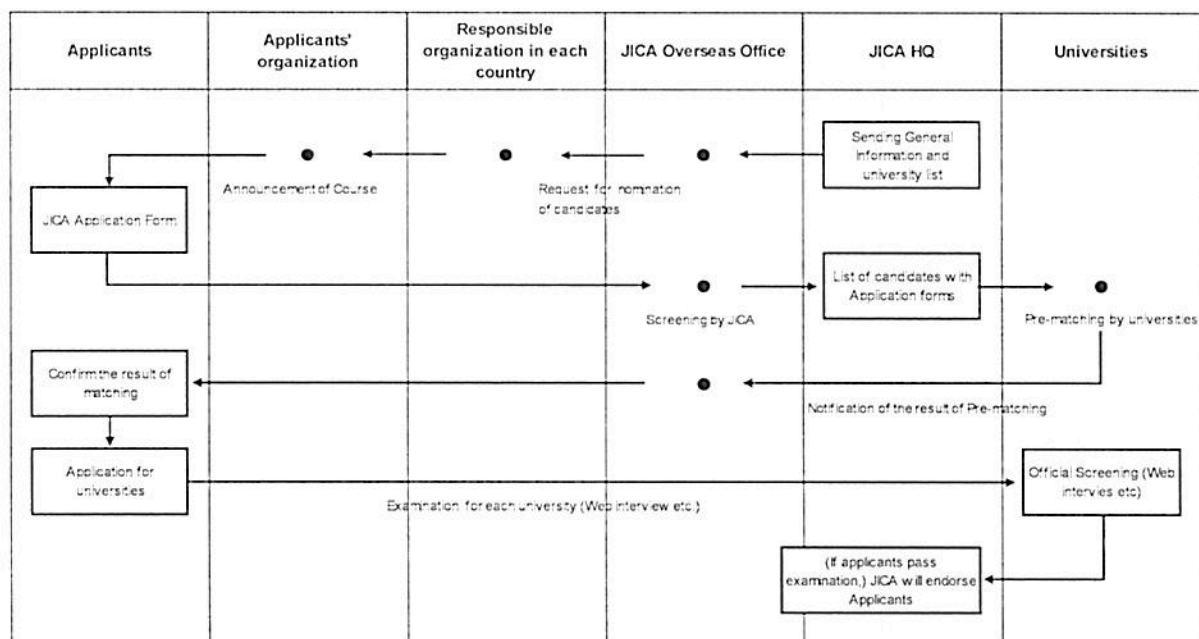 Applicants
Applicants'
organization
Responsible
organization in each
country
JICA Overseas Office
JICA HQ
Universities
Sending General
Information and
university list
Announcement of Course
Request for nomination
of candidates
JICA Application Form
List of candidates with
Application forms
Screening by JICA
Pre-matching by universities
Confirm the result of
matching
Notification of the result of Pre-matching
Application for
universities
Official Screening (Web
intervies etc)
Examination for each university (Web interview etc.)
(If applicants pass
examination,) JICA will endorse
Applicants